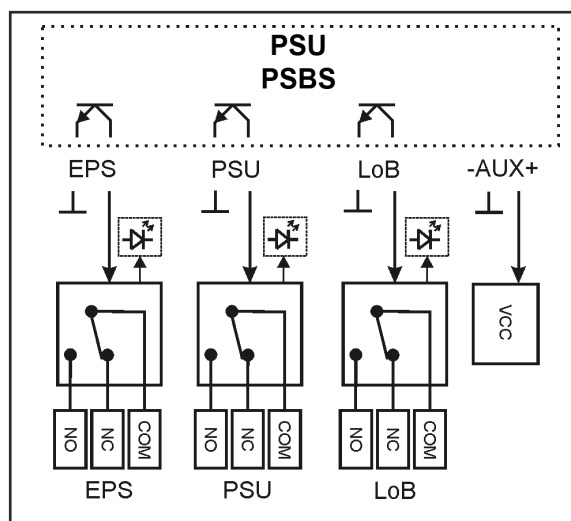 PSU
PSBS
EPS PSU LoB -AUX+
VCC
NO NC COM NO NC COM NO NC COM
EPS PSU LoB